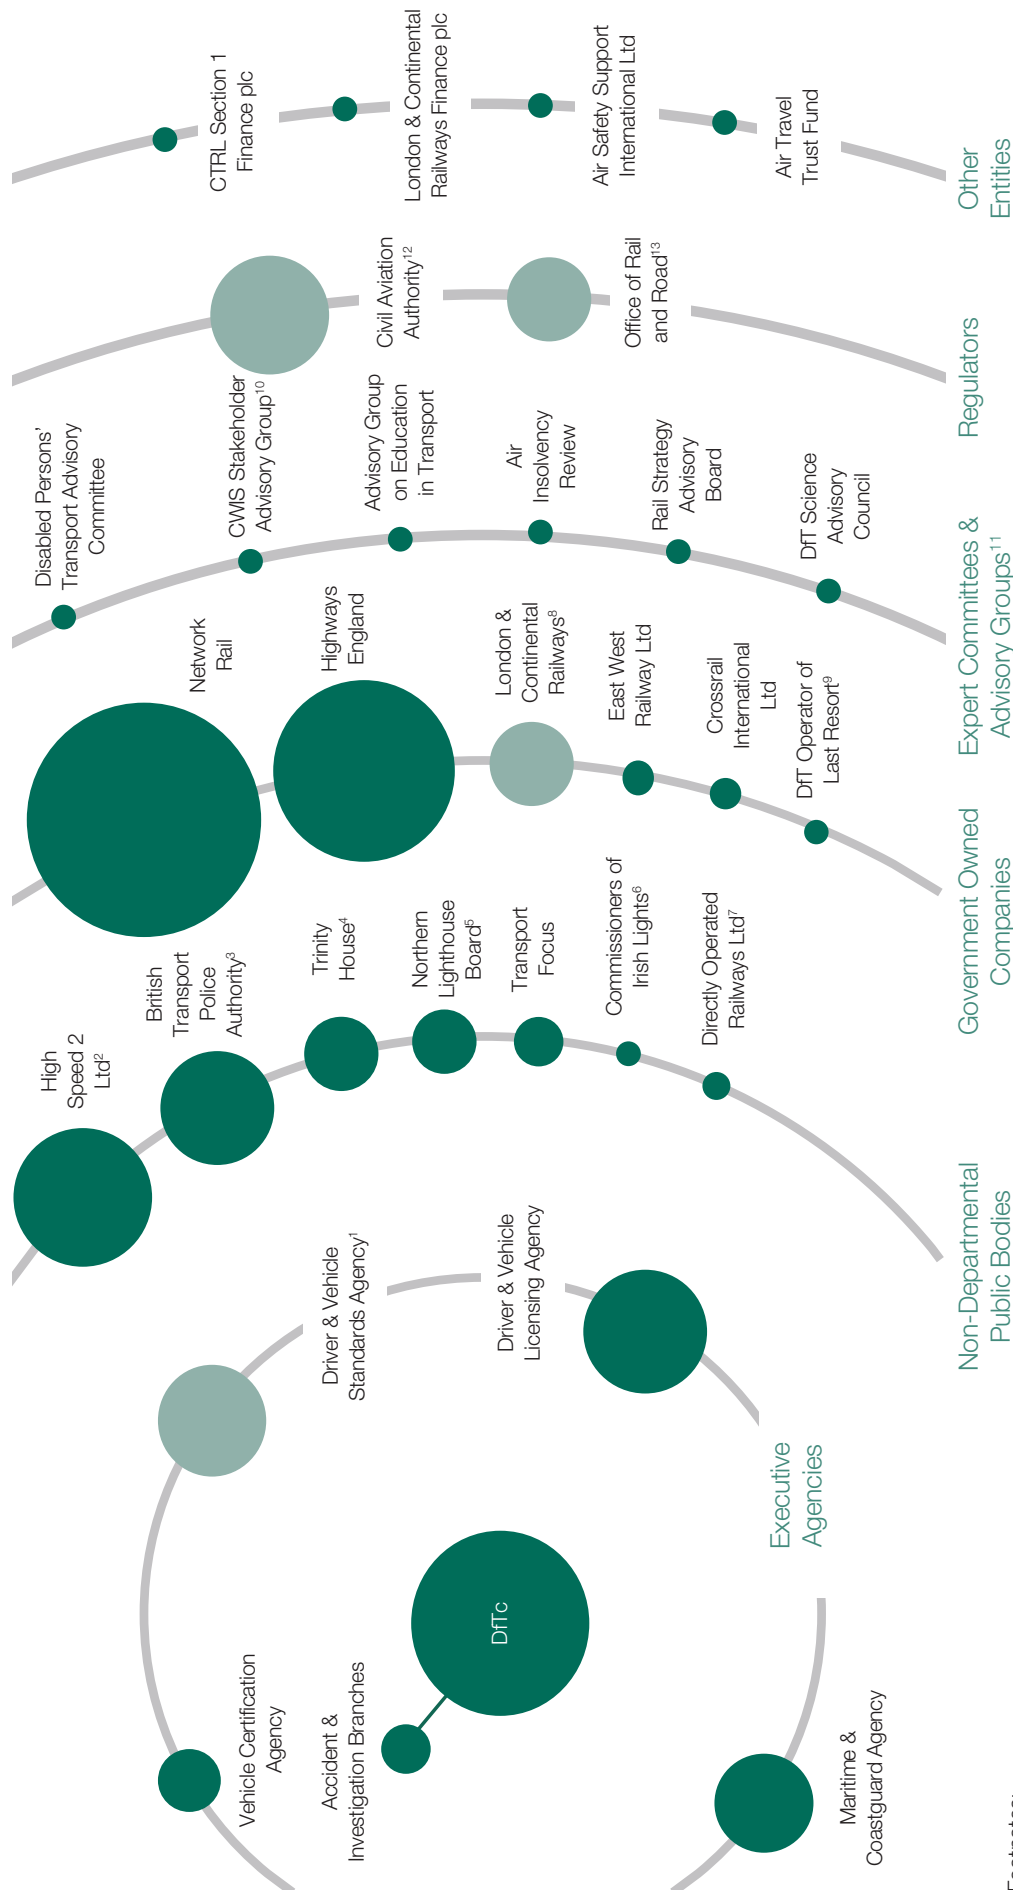 Vehicle Certification
Agency
Accident &
Investigation Branches
DfTc
Maritime &
Coastguard Agency
Driver & Vehicle
Standards Agency¹
Driver & Vehicle
Licensing Agency
Executive
Agencies
High
Speed 2
Ltd²
British
Transport
Police
Authority³
Trinity
House⁴
Northern
Lighthouse
Board⁵
Transport
Focus
Commissioners of
Irish Lights⁶
Directly Operated
Railways Ltd⁷
Non-Departmental
Public Bodies
Network
Rail
Highways
England
London &
Continental
Railways⁸
East West
Railway Ltd
Crossrail
International
Ltd
DfT Operator of
Last Resort⁹
Government Owned
Companies
Disabled Persons’
Transport Advisory
Committee
CWIS Stakeholder
Advisory Group¹⁰
Advisory Group
on Education
in Transport
Air
Insolvency
Review
Rail Strategy
Advisory
Board
DfT Science
Advisory
Council
Expert Committees &
Advisory Groups¹¹
Civil Aviation
Authority¹²
Office of Rail
and Road¹³
Regulators
CTRL Section 1
Finance plc
London & Continental
Railways Finance plc
Air Safety Support
International Ltd
Air Travel
Trust Fund
Other
Entities